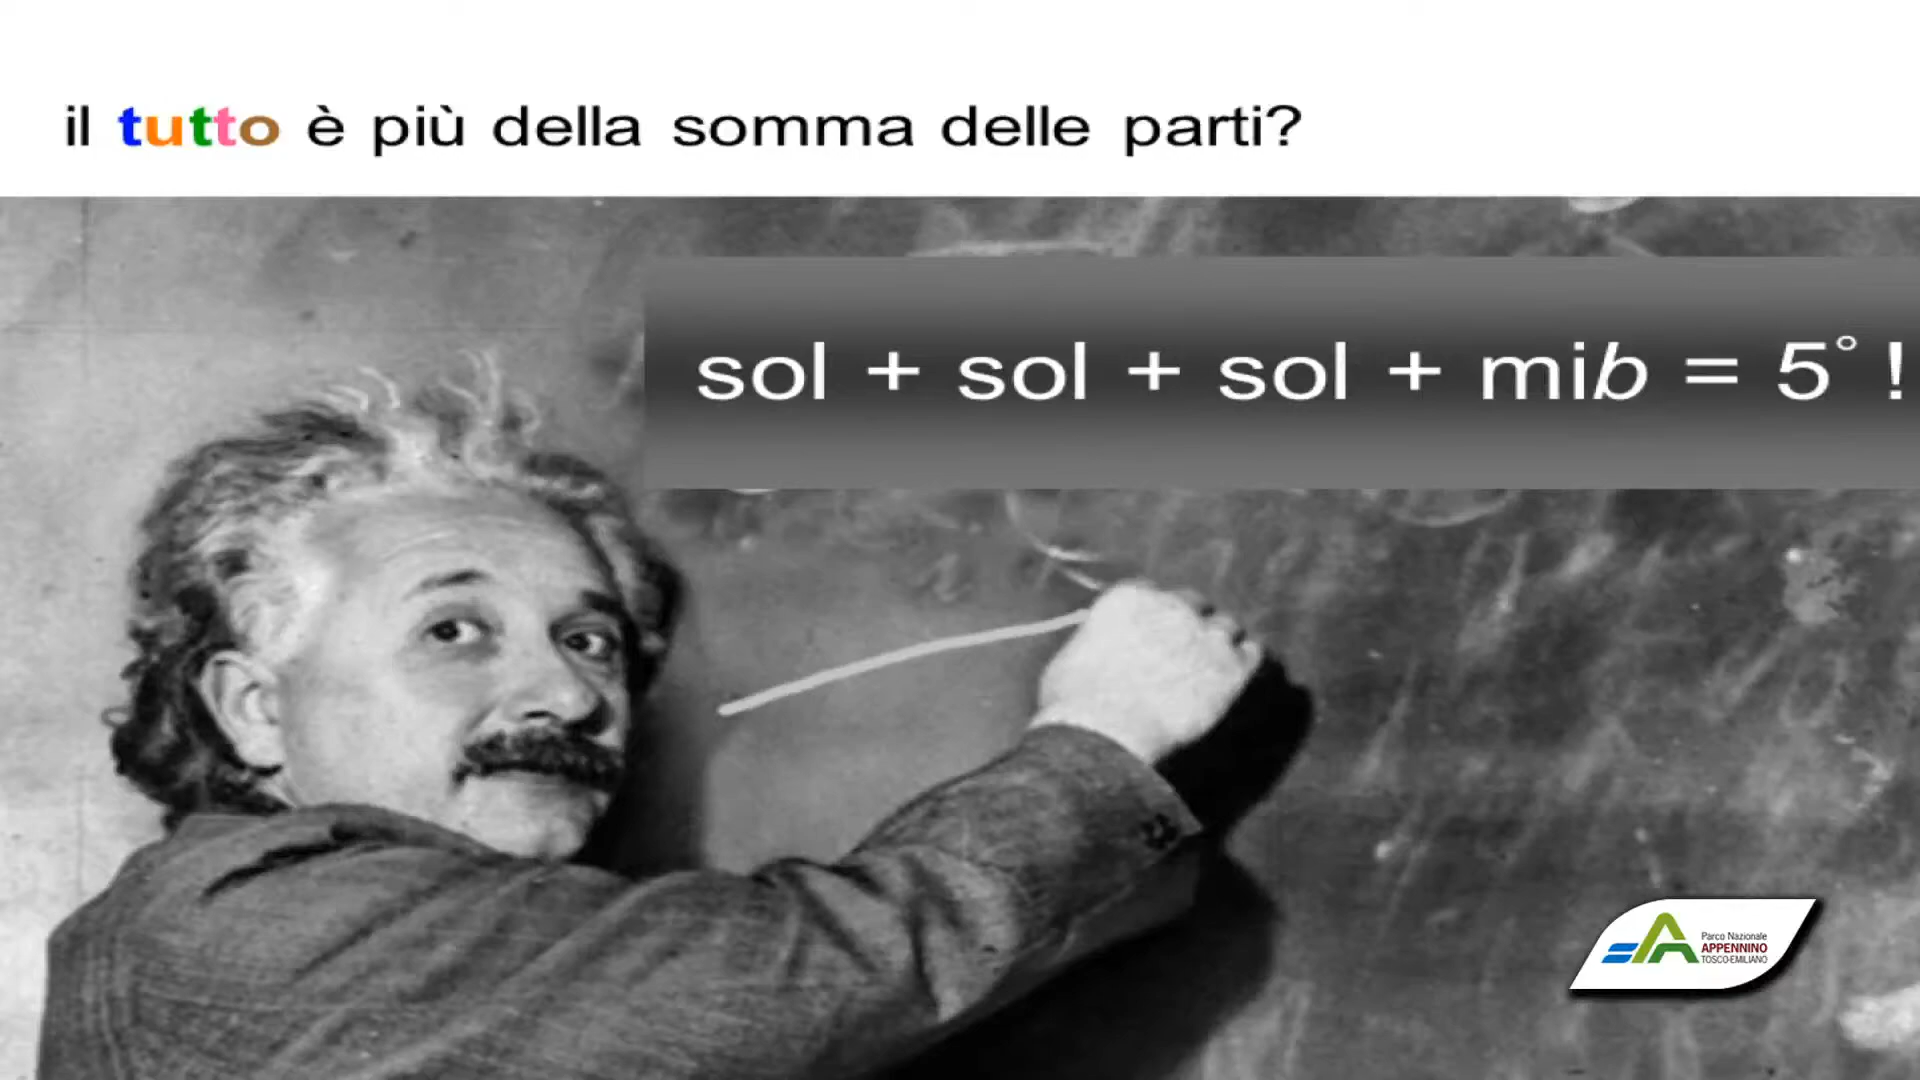 il tutto è più della somma delle parti?
sol + sol + sol + mib = 5° !
Parco Nazionale
APPENNINO
TOSCO-EMILIANO